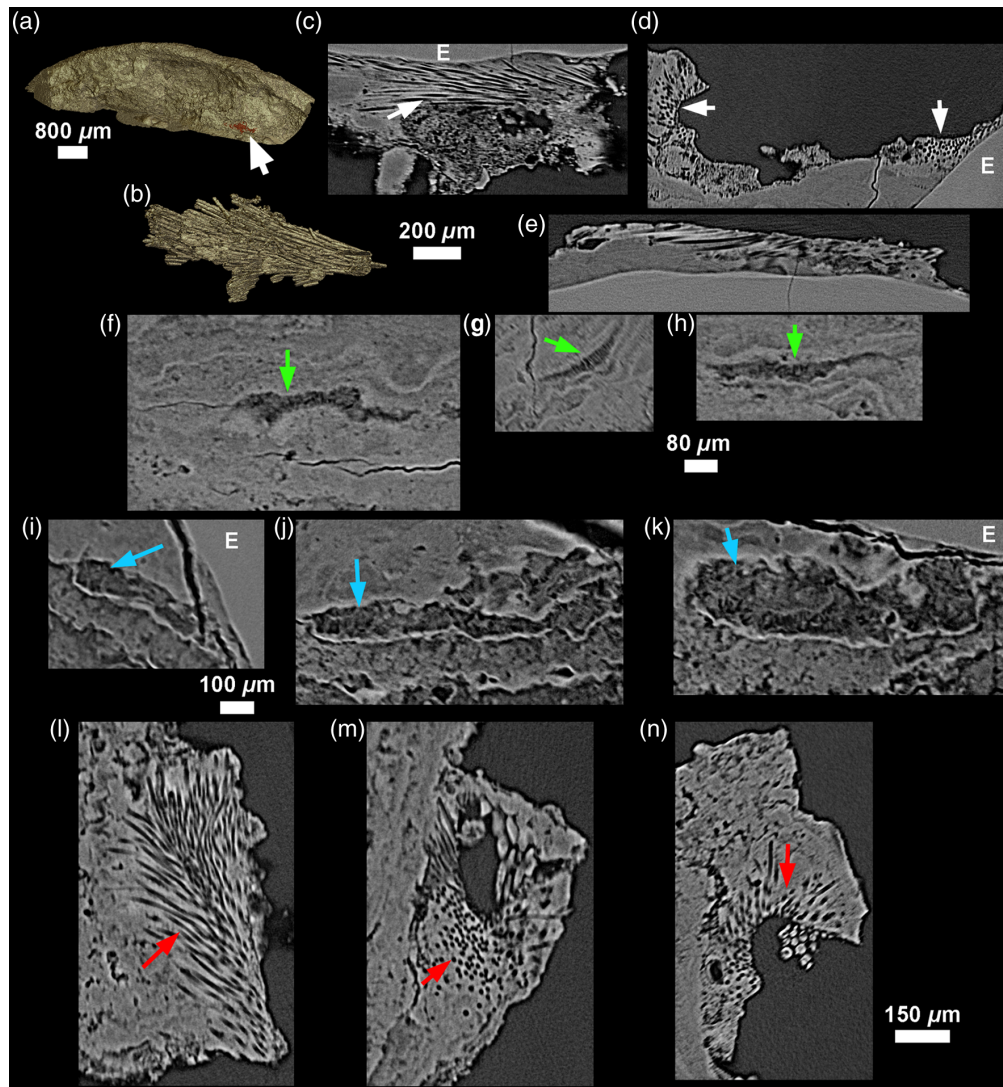 (a)
800 μm
(b)
(c)
E
200 μm
(d)
E
(e)
(f)
(g)
(h)
80 μm
(i)
E
100 μm
(j)
(k)
E
(l)
(m)
(n)
150 μm